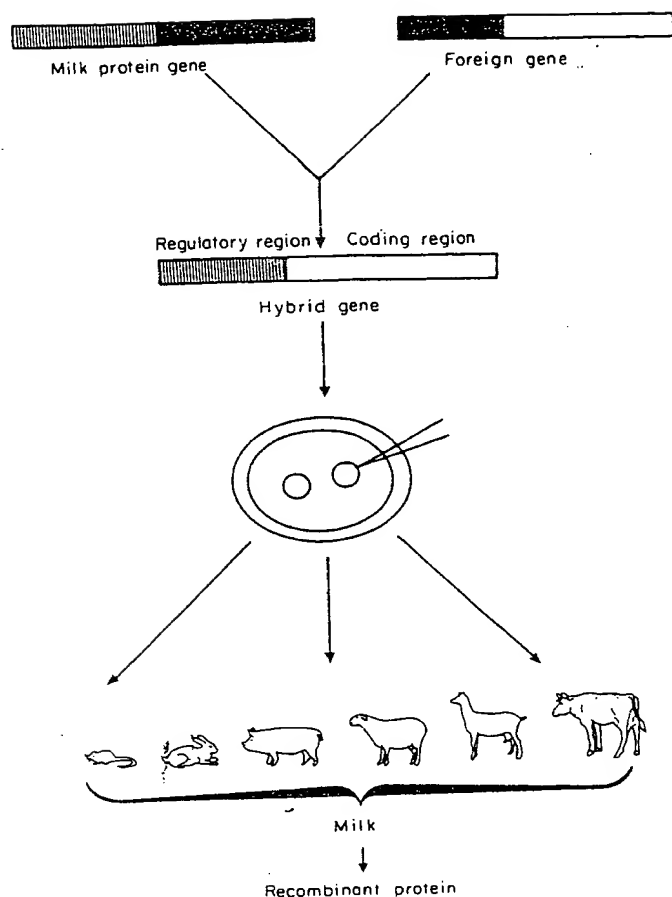 Milk protein gene
Foreign gene
Regulatory region
Coding region
Hybrid gene
Milk
Recombinant protein